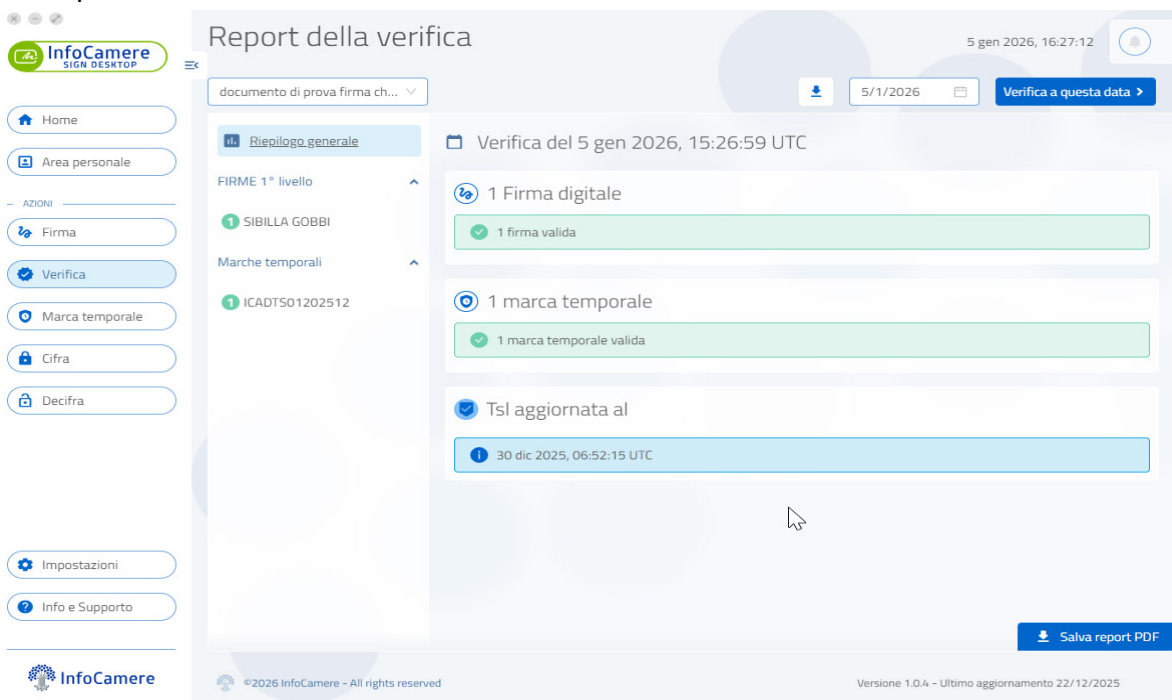 InfoCamere
SIGN DESKTOP
Home
Area personale
AZIONI
Firma
Verifica
Marca temporale
Cifra
Decifra
Impostazioni
Info e Supporto
InfoCamere
Report della verifica
5 gen 2026, 16:27:12
documento di prova firma ch...
5/1/2026
Verifica a questa data
Riepilogo generale
FIRME 1° livello
1 SIBILLA GOBBI
Marche temporali
1 ICADTS01202512
Verifica del 5 gen 2026, 15:26:59 UTC
1 Firma digitale
1 firma valida
1 marca temporale
1 marca temporale valida
Tsl aggiornata al
30 dic 2025, 06:52:15 UTC
Salva report PDF
©2026 InfoCamere - All rights reserved
Versione 1.0.4 - Ultimo aggiornamento 22/12/2025